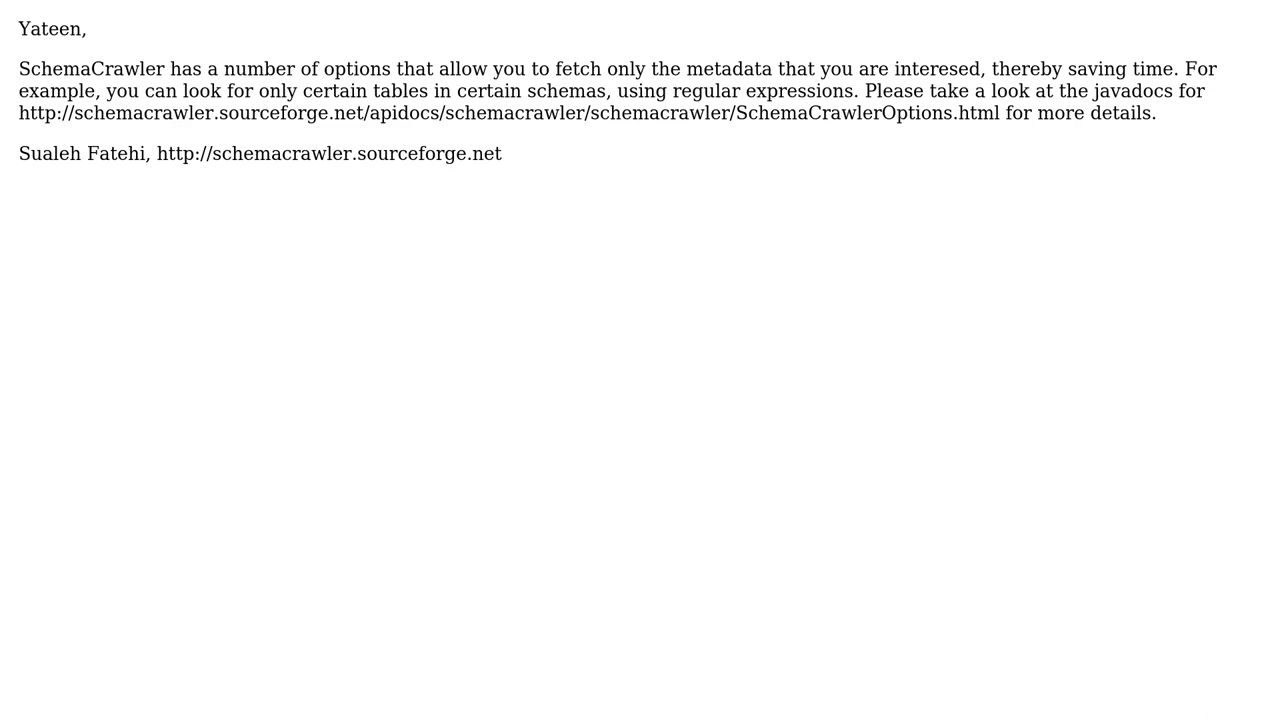 Yateen,
SchemaCrawler has a number of options that allow you to fetch only the metadata that you are interesed, thereby saving time. For
example, you can look for only certain tables in certain schemas, using regular expressions. Please take a look at the javadocs for
http://schemacrawler.sourceforge.net/apidocs/schemacrawler/schemacrawler/SchemaCrawlerOptions.html for more details.
Sualeh Fatehi, http://schemacrawler.sourceforge.net